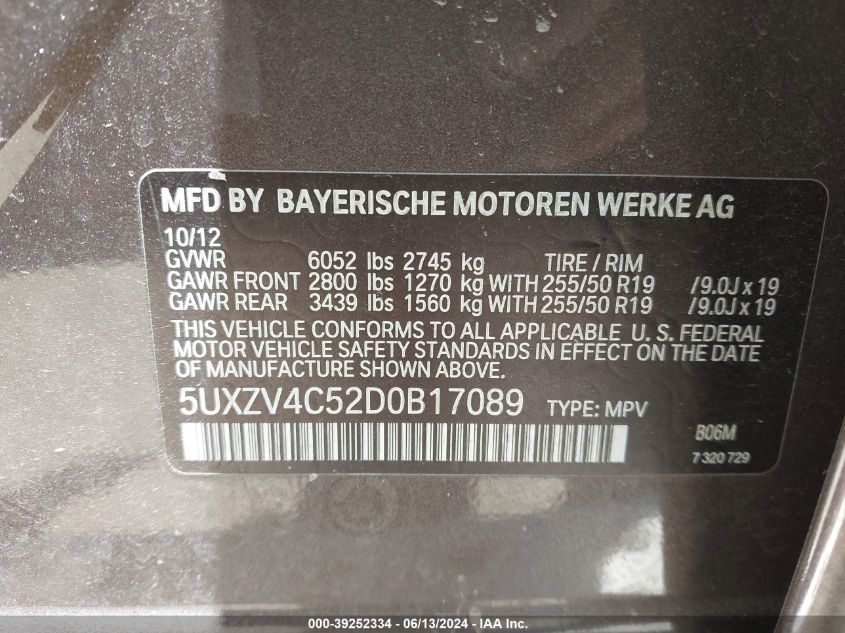 MFD BY BAYERISCHE MOTOREN WERKE AG
10/12
GVWR 6052 lbs 2745 kg TIRE / RIM
GAWR FRONT 2800 lbs 1270 kg WITH 255/50 R19 /9.0J x 19
GAWR REAR 3439 lbs 1560 kg WITH 255/50 R19 /9.0J x 19
THIS VEHICLE CONFORMS TO ALL APPLICABLE U. S. FEDERAL
MOTOR VEHICLE SAFETY STANDARDS IN EFFECT ON THE DATE
OF MANUFACTURE SHOWN ABOVE.
5UXZV4C52D0B17089 TYPE: MPV
B06M
7 320 729
000-39252334 - 06/13/2024 - IAA Inc.